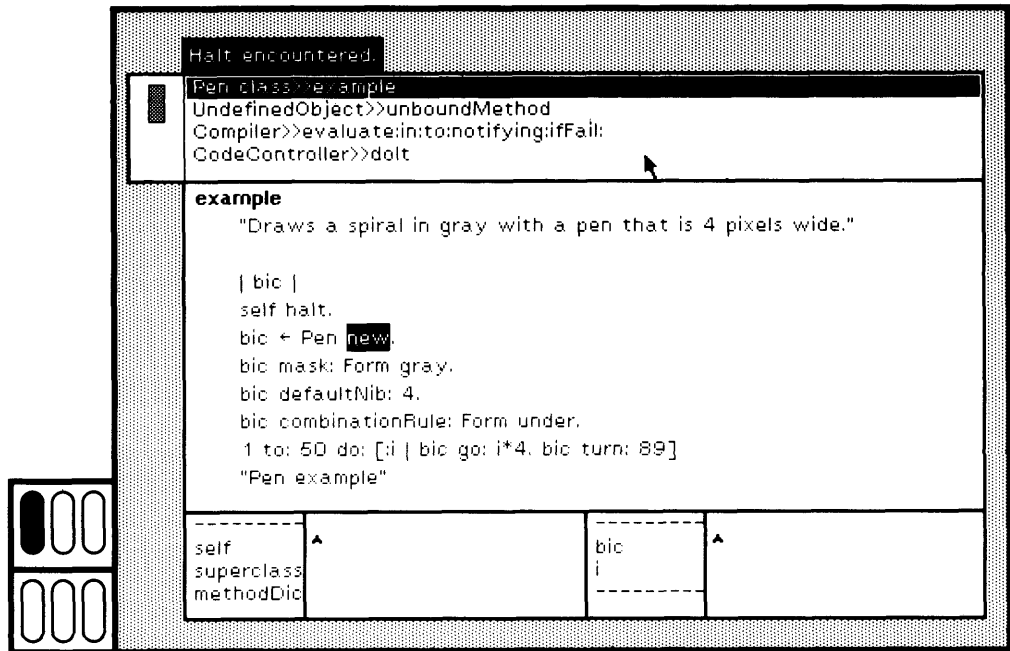 Halt encountered.
Pen class>>example
UndefinedObject>>unboundMethod
Compiler>>evaluate:in:to:notifying:ifFail:
CodeController>>doIt
example
"Draws a spiral in gray with a pen that is 4 pixels wide."
| bic |
self halt.
bic ← Pen new.
bic mask: Form gray.
bic defaultNib: 4.
bic combinationRule: Form under.
1 to: 50 do: [:i | bic go: i*4. bic turn: 89]
"Pen example"
self
superclass
methodDic
bic
i